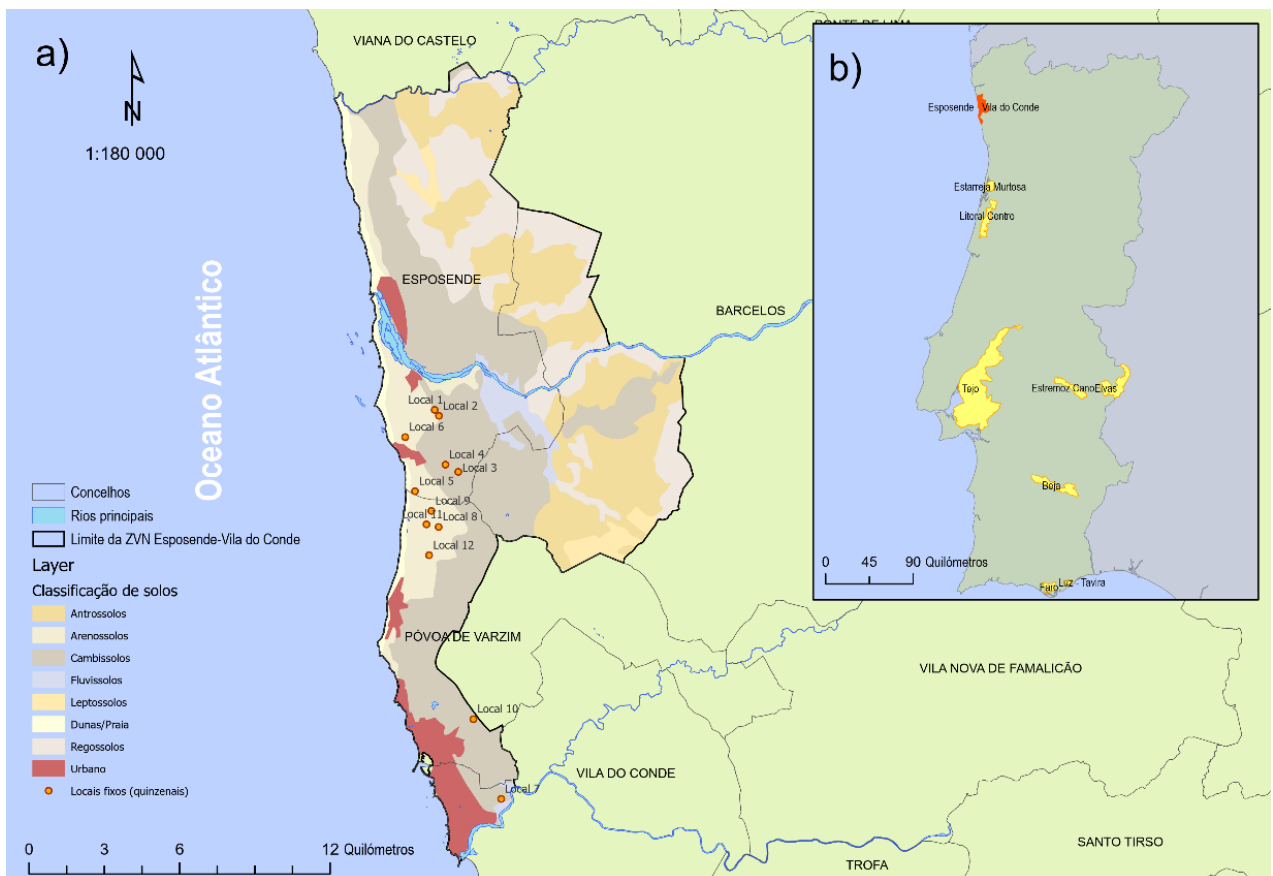 a)
N
1:180 000
VIANA DO CASTELO
PONTE DE LIMA
ESPOSENDE
BARCELOS
Oceano Atlântico
Local 1
Local 2
Local 6
Local 4
Local 3
Local 5
Local 9
Local 11
Local 8
Local 12
PÓVOA DE VARZIM
VILA NOVA DE FAMALICÃO
Local 10
VILA DO CONDE
Local 7
SANTO TIRSO
TROFA
Concelhos
Rios principais
Limite da ZVN Esposende-Vila do Conde
Layer
Classificação de solos
Antrossolos
Arenossolos
Cambissolos
Fluvissolos
Leptossolos
Dunas/Praia
Regossolos
Urbano
Locais fixos (quinzenais)
0 3 6 12 Quilómetros
b)
Esposende Vila do Conde
Estarreja Murtosa
Litoral Centro
Tejo
Estremoz Cano
Elvas
Beja
Faro
Luz - Tavira
0 45 90 Quilómetros